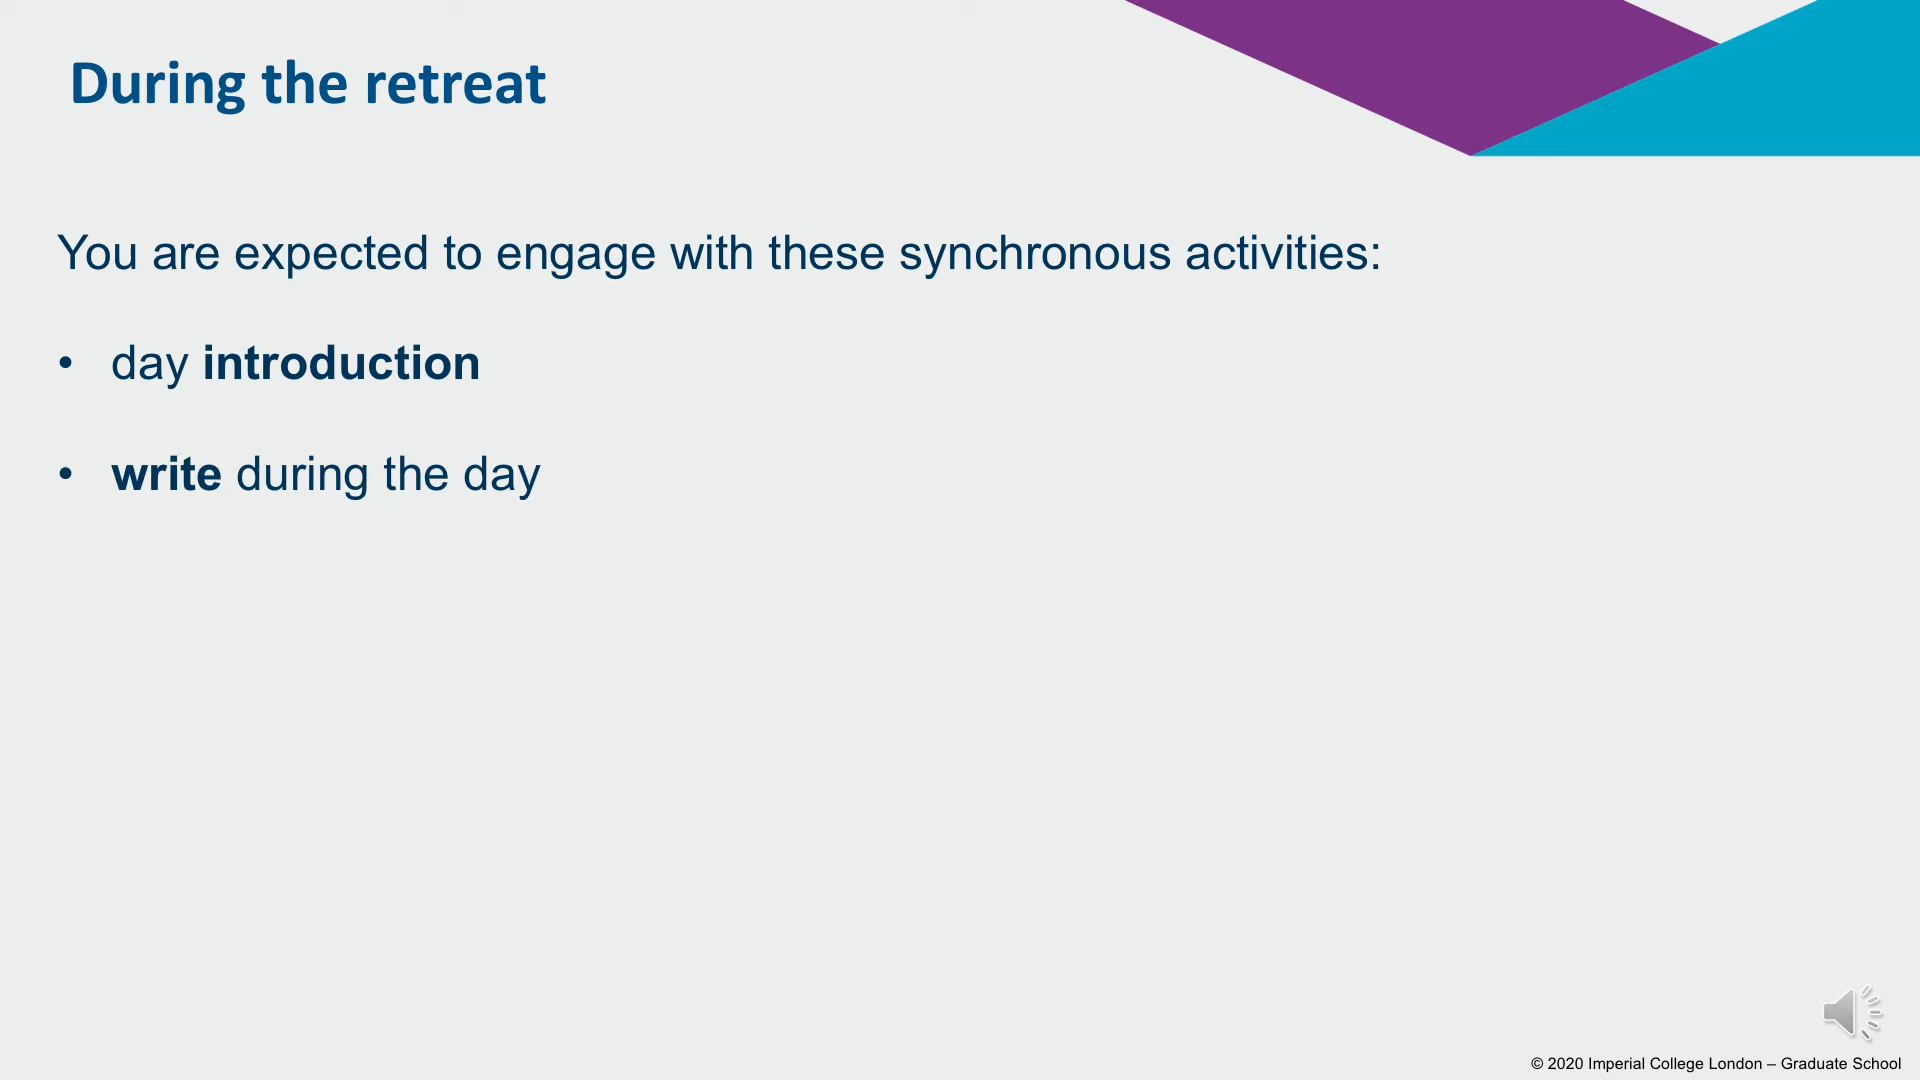 During the retreat
You are expected to engage with these synchronous activities:
• day introduction
• write during the day
© 2020 Imperial College London – Graduate School